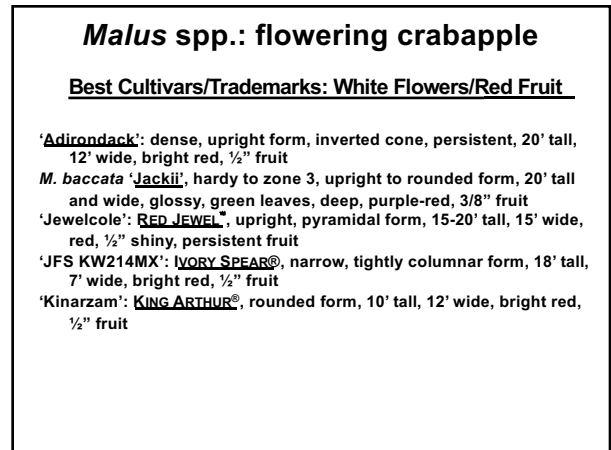 Malus spp.: flowering crabapple
Best Cultivars/Trademarks: White Flowers/Red Fruit
‘Adirondack’: dense, upright form, inverted cone, persistent, 20’ tall,
12’ wide, bright red, ½” fruit
M. baccata ‘Jackii’, hardy to zone 3, upright to rounded form, 20’ tall
and wide, glossy, green leaves, deep, purple-red, 3/8” fruit
‘Jewelcole’: RED JEWEL™, upright, pyramidal form, 15-20’ tall, 15’ wide,
red, ½” shiny, persistent fruit
‘JFS KW214MX’: IVORY SPEAR®, narrow, tightly columnar form, 18’ tall,
7’ wide, bright red, ½” fruit
‘Kinarzam’: KING ARTHUR®, rounded form, 10’ tall, 12’ wide, bright red,
½” fruit